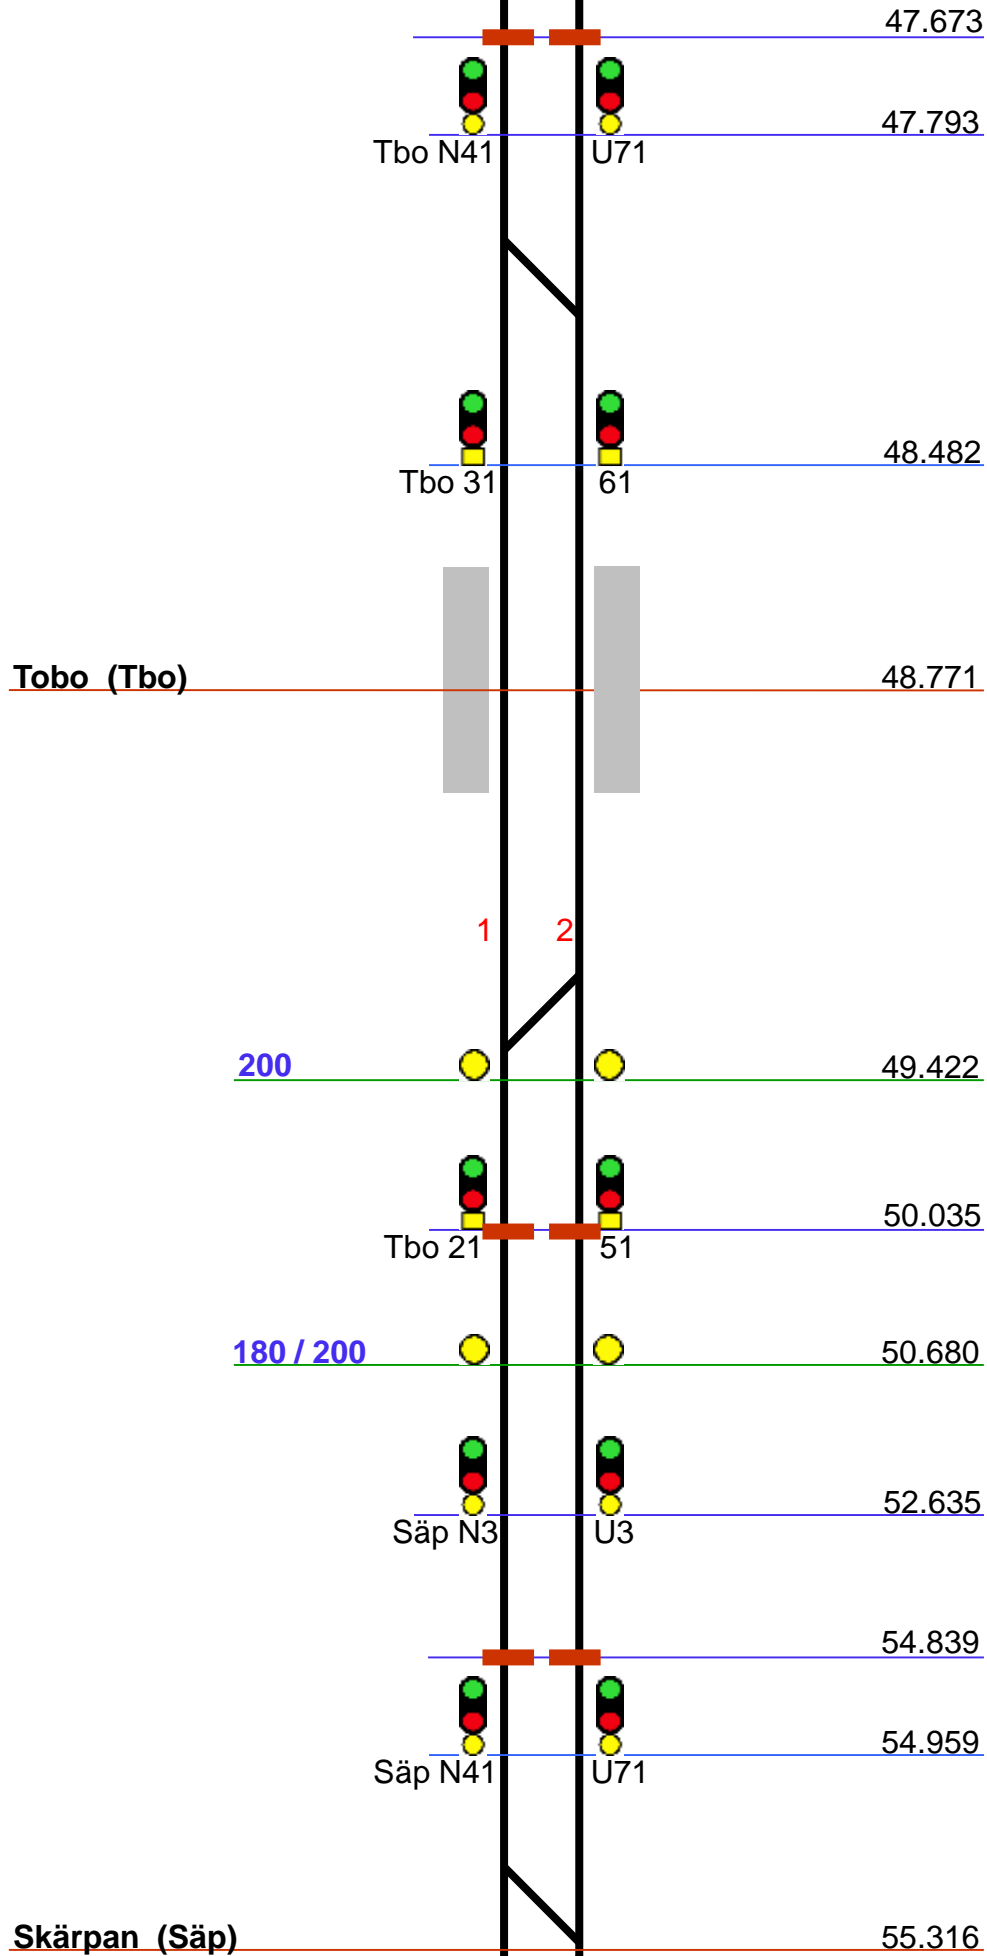 47.673
47.793
Tbo N41 U71
48.482
Tbo 31 61
Tobo (Tbo) 48.771
1 2
200 49.422
50.035
Tbo 21 51
180 / 200 50.680
52.635
Säp N3 U3
54.839
54.959
Säp N41 U71
Skärpan (Säp) 55.316